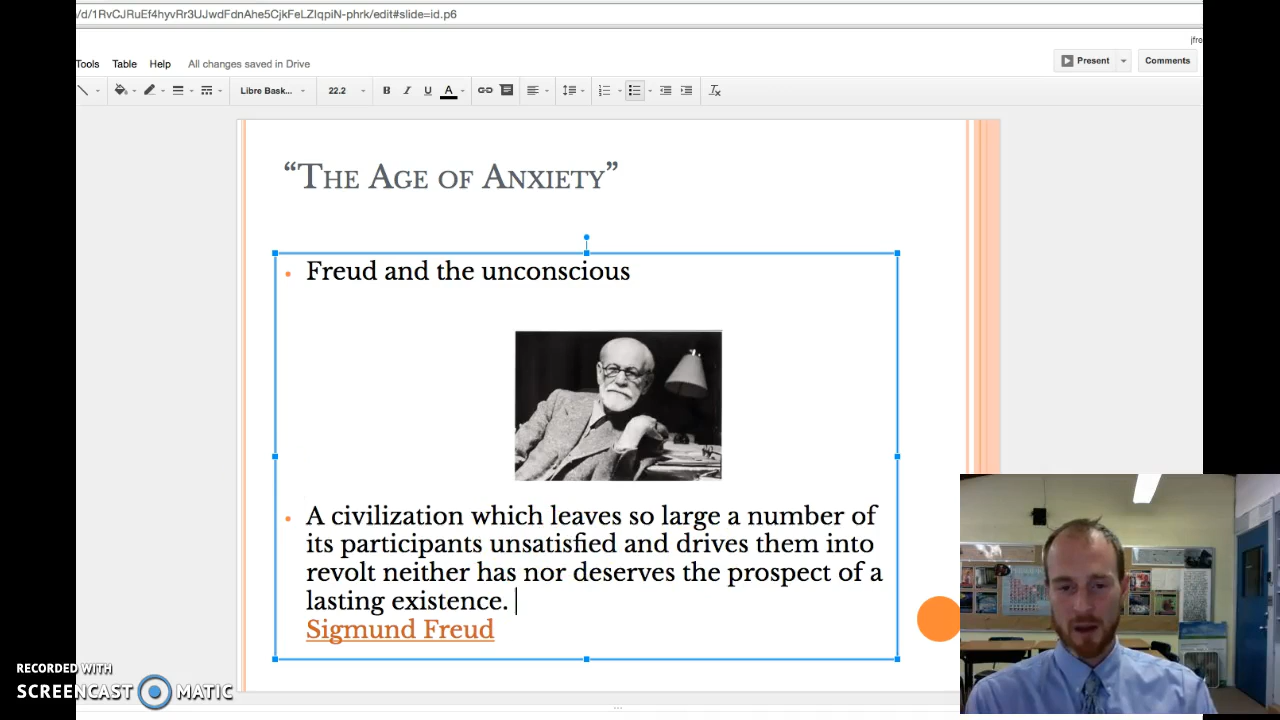 /d/1RvCJRuEf4hyvRr3UJwdFdnAhe5CjkFeLZIqpiN-phrk/edit#slide=id.p6
jfre
Tools Table Help All changes saved in Drive
Present Comments
Libre Bask... 22.2 B I U A
“The Age of Anxiety”
Freud and the unconscious
A civilization which leaves so large a number of
its participants unsatisfied and drives them into
revolt neither has nor deserves the prospect of a
lasting existence.
Sigmund Freud
RECORDED WITH
SCREENCAST MATIC